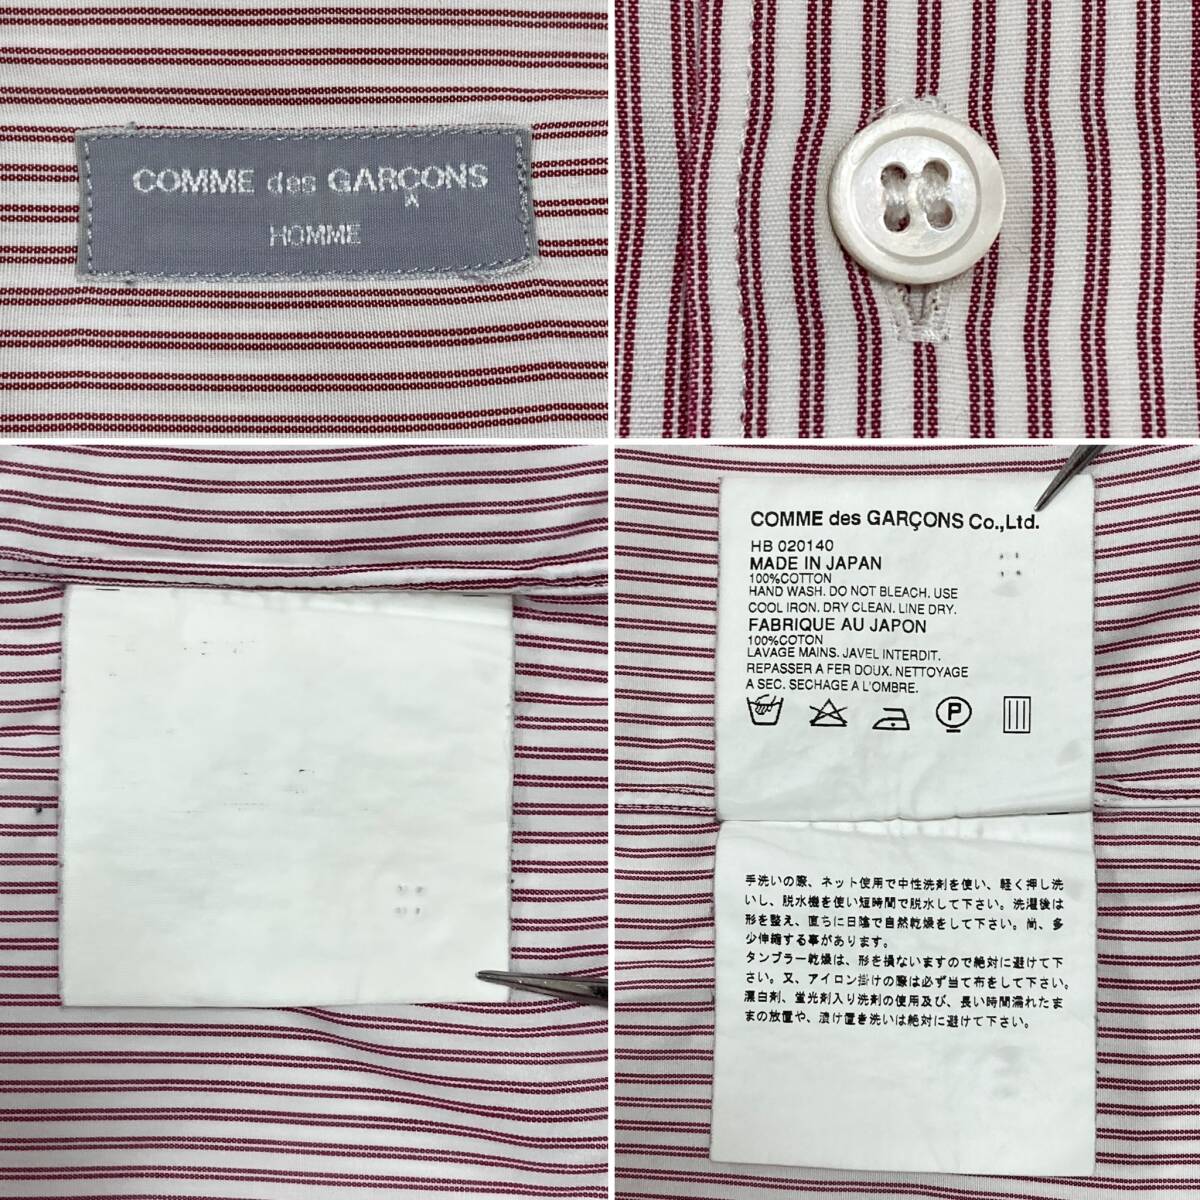 COMME des GARÇONS
HOMME
COMME des GARÇONS Co.,Ltd.
HB 020140
MADE IN JAPAN
100%COTTON
HAND WASH. DO NOT BLEACH. USE
COOL IRON. DRY CLEAN. LINE DRY.
FABRIQUE AU JAPON
100%COTON
LAVAGE MAINS. JAVEL INTERDIT.
REPASSER A FER DOUX. NETTOYAGE
A SEC. SECHAGE A L'OMBRE.
P
手洗いの際、ネット使用で中性洗剤を使い、軽く押し洗
いし、脱水機を使い短時間で脱水して下さい。洗濯後は
形を整え、直ちに日陰で自然乾燥をして下さい。尚、多
少伸縮する事があります。
タンブラー乾燥は、形を損ないますので絶対に避けて下
さい。又、アイロン掛けの際は必ず当て布をして下さい。
漂白剤、蛍光剤入り洗剤の使用及び、長い時間濡れたま
まの放置や、漬け置き洗いは絶対に避けて下さい。